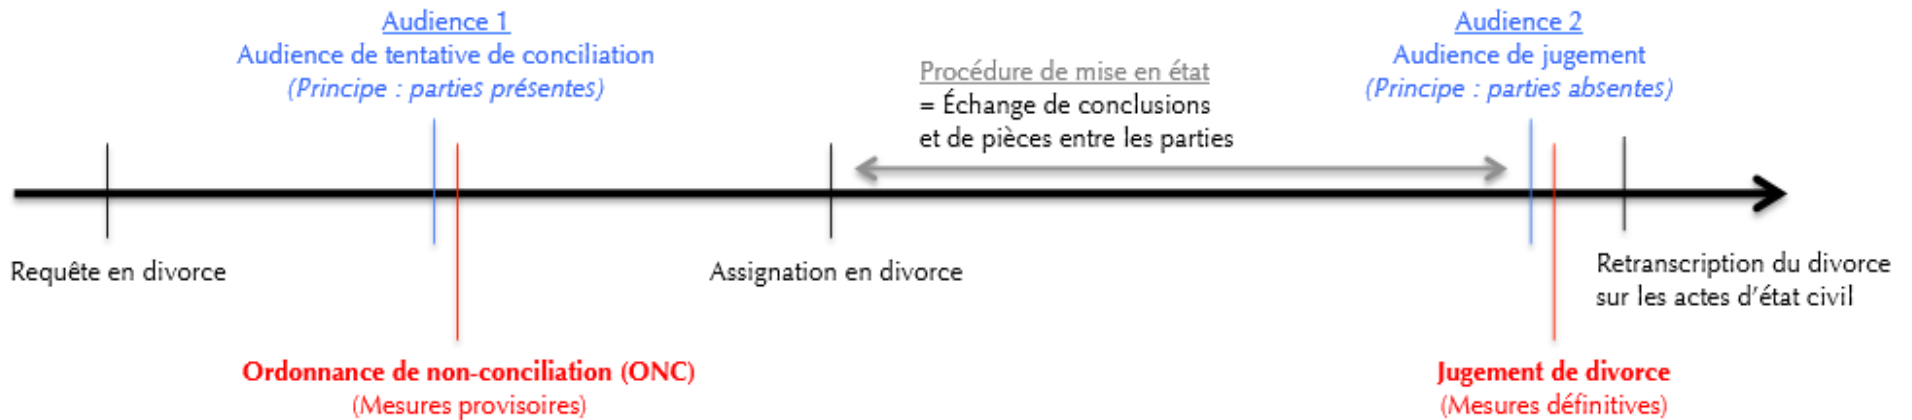 Audience 1
Audience de tentative de conciliation
(Principe : parties présentes)
Procédure de mise en état
= Échange de conclusions
et de pièces entre les parties
Audience 2
Audience de jugement
(Principe : parties absentes)
Requête en divorce
Assignation en divorce
Retranscription du divorce
sur les actes d'état civil
Ordonnance de non-conciliation (ONC)
(Mesures provisoires)
Jugement de divorce
(Mesures définitives)